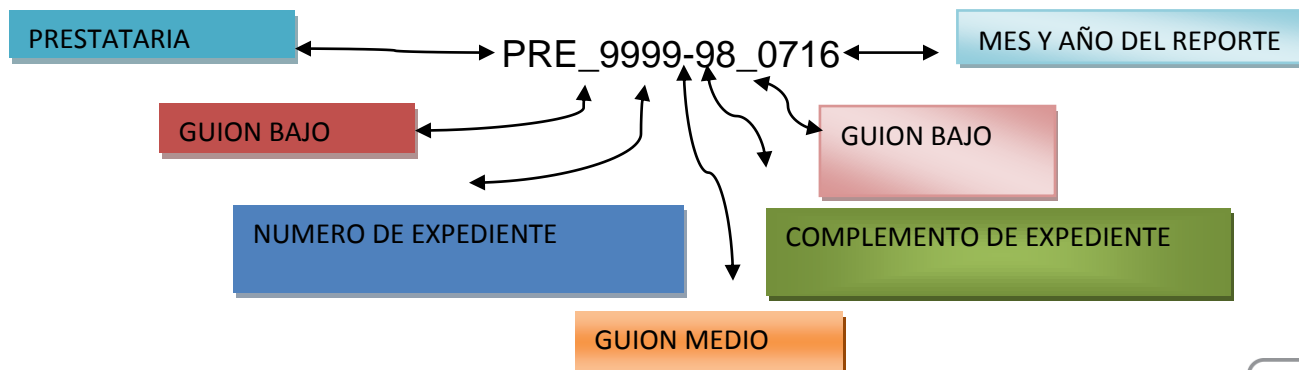 PRESTATARIA
PRE_9999-98_0716
MES Y AÑO DEL REPORTE
GUION BAJO
GUION BAJO
NUMERO DE EXPEDIENTE
COMPLEMENTO DE EXPEDIENTE
GUION MEDIO